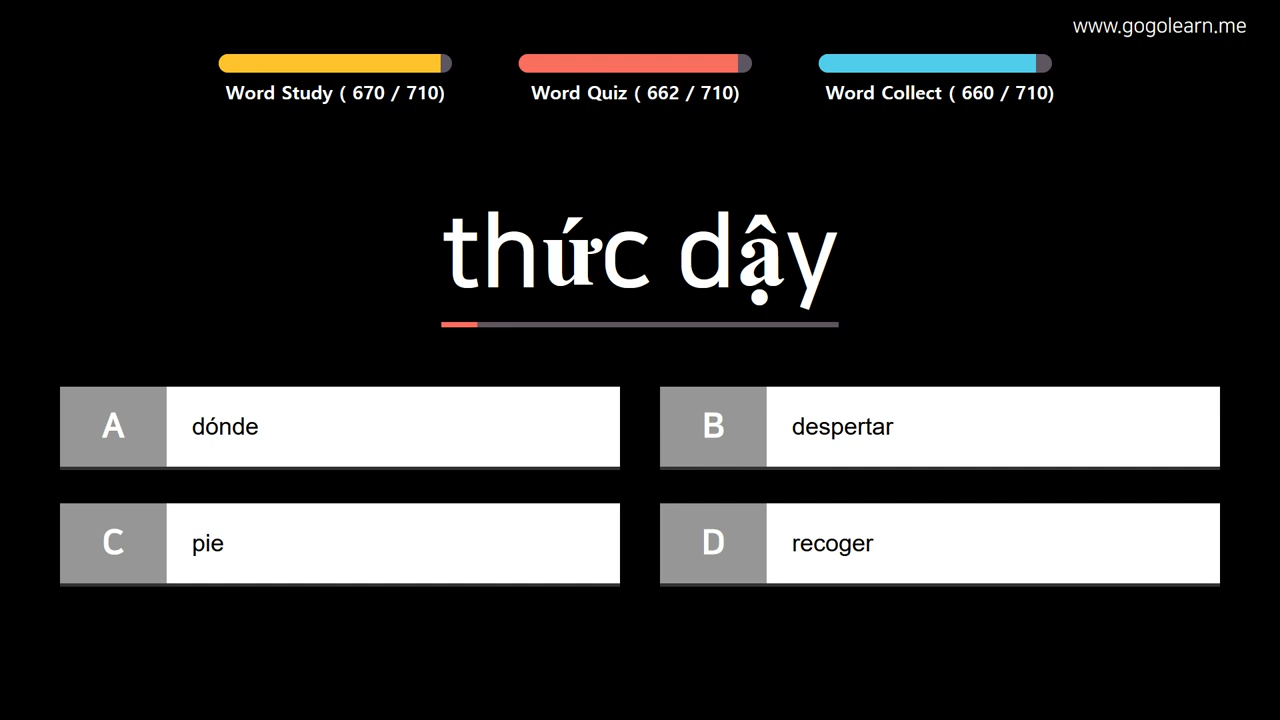 www.gogolearn.me
Word Study ( 670 / 710)
Word Quiz ( 662 / 710)
Word Collect ( 660 / 710)
thức dậy
A dónde
B despertar
C pie
D recoger